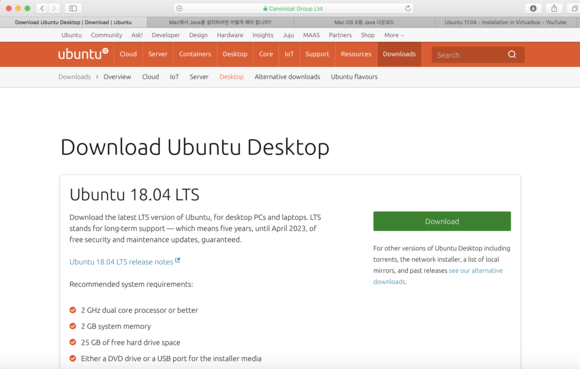 Canonical Group Ltd
Download Ubuntu Desktop | Download | Ubuntu
Mac에서 Java를 설치하려면 어떻게 해야 합니까?
Mac OS X용 Java 다운로드
Ubuntu 17.04 - Installation in Virtualbox - YouTube
Ubuntu Community Ask! Developer Design Hardware Insights Juju MAAS Partners Shop More
ubuntu Cloud Server Containers Desktop Core IoT Support Resources Downloads Search
Downloads › Overview Cloud IoT Server Desktop Alternative downloads Ubuntu flavours
Download Ubuntu Desktop
Ubuntu 18.04 LTS
Download the latest LTS version of Ubuntu, for desktop PCs and laptops. LTS
stands for long-term support — which means five years, until April 2023, of
free security and maintenance updates, guaranteed.
Ubuntu 18.04 LTS release notes
Recommended system requirements:
2 GHz dual core processor or better
2 GB system memory
25 GB of free hard drive space
Either a DVD drive or a USB port for the installer media
Download
For other versions of Ubuntu Desktop including
torrents, the network installer, a list of local
mirrors, and past releases see our alternative
downloads.